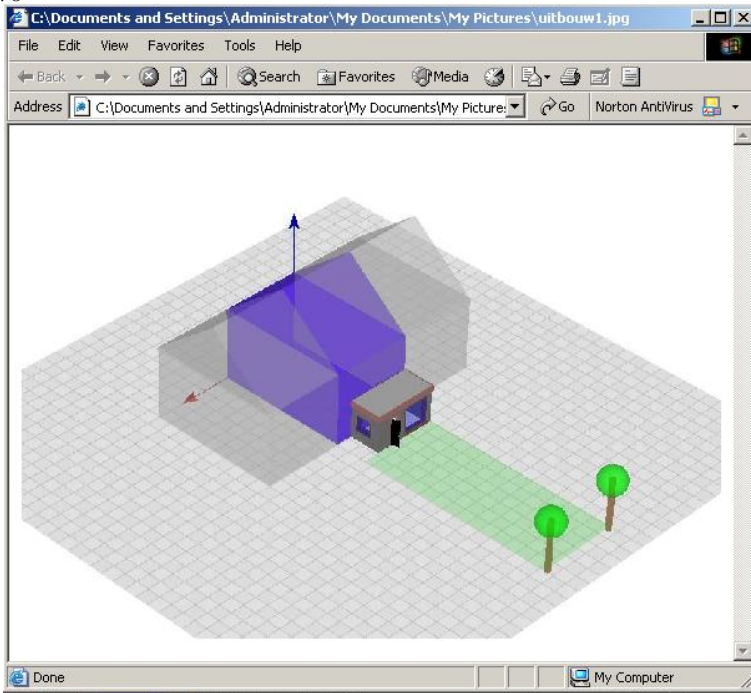 C:\Documents and Settings\Administrator\My Documents\My Pictures\uitbouw1.jpg
File Edit View Favorites Tools Help
Back Search Favorites Media
Address C:\Documents and Settings\Administrator\My Documents\My Picture: Go Norton AntiVirus
Done My Computer